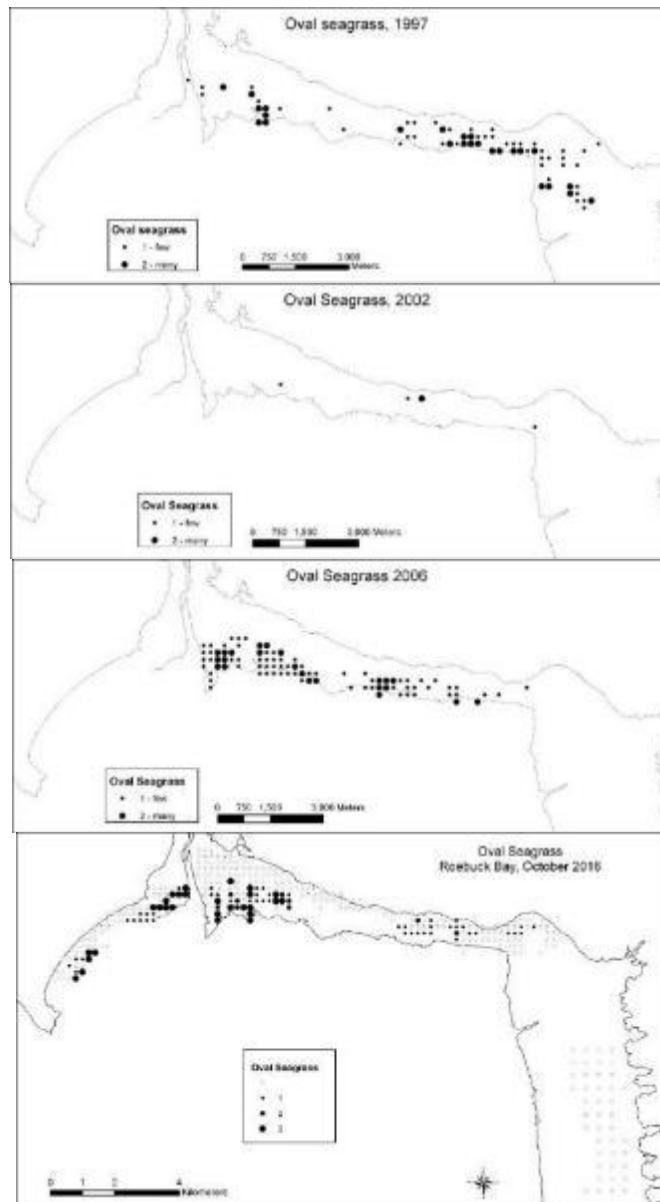 Oval seagrass, 1997
Oval seagrass
1 - few
2 - many
0 750 1,500 3,000
Meters
Oval Seagrass, 2002
Oval Seagrass
1 - few
2 - many
0 750 1,500 3,000 Meters
Oval Seagrass 2006
Oval Seagrass
1 - few
2 - many
0 750 1,500 3,000 Meters
Oval Seagrass
Roebuck Bay, October 2016
Oval Seagrass
1
2
3
0 1 2 4
Kilometers